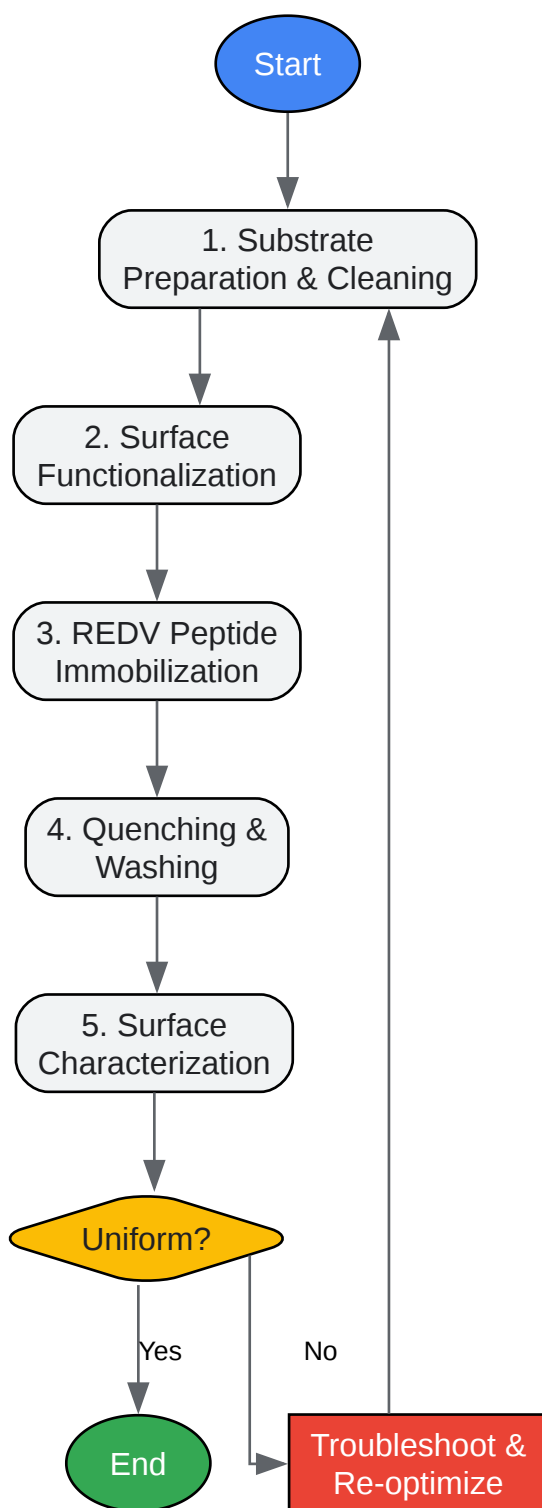 Start
1. Substrate
Preparation & Cleaning
2. Surface
Functionalization
3. REDV Peptide
Immobilization
4. Quenching &
Washing
5. Surface
Characterization
Uniform?
Yes
No
End
Troubleshoot &
Re-optimize